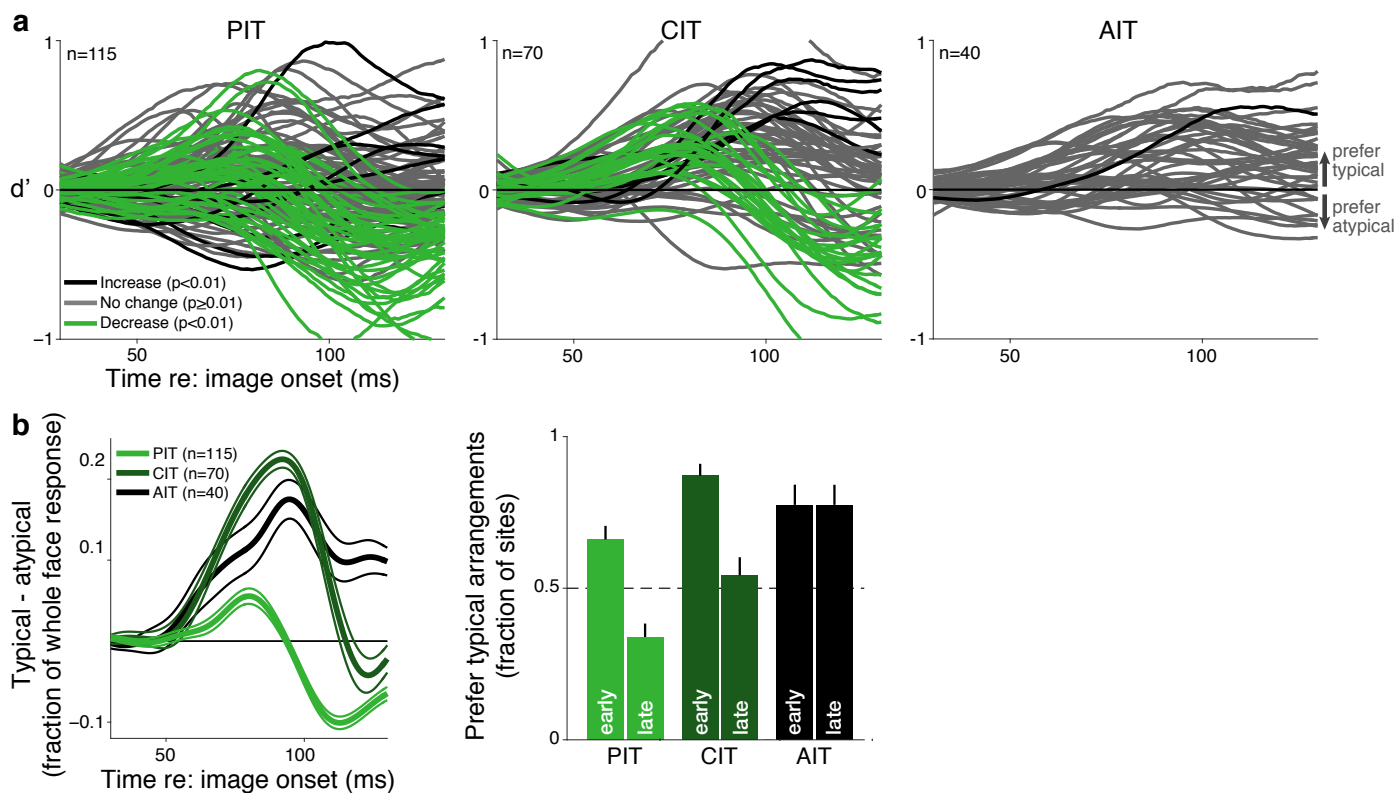 a
PIT
CIT
AIT
1
n=115
d'
0
Increase (p<0.01)
No change (p≥0.01)
Decrease (p<0.01)
−1
50
100
Time re: image onset (ms)
1
n=70
0
-1
50
100
1
n=40
0
-1
50
100
prefer
typical
prefer
atypical
b
Typical - atypical
(fraction of whole face response)
0.2
0.1
−0.1
PIT (n=115)
CIT (n=70)
AIT (n=40)
50
100
Time re: image onset (ms)
Prefer typical arrangements
(fraction of sites)
1
0.5
0
early
late
early
late
early
late
PIT
CIT
AIT